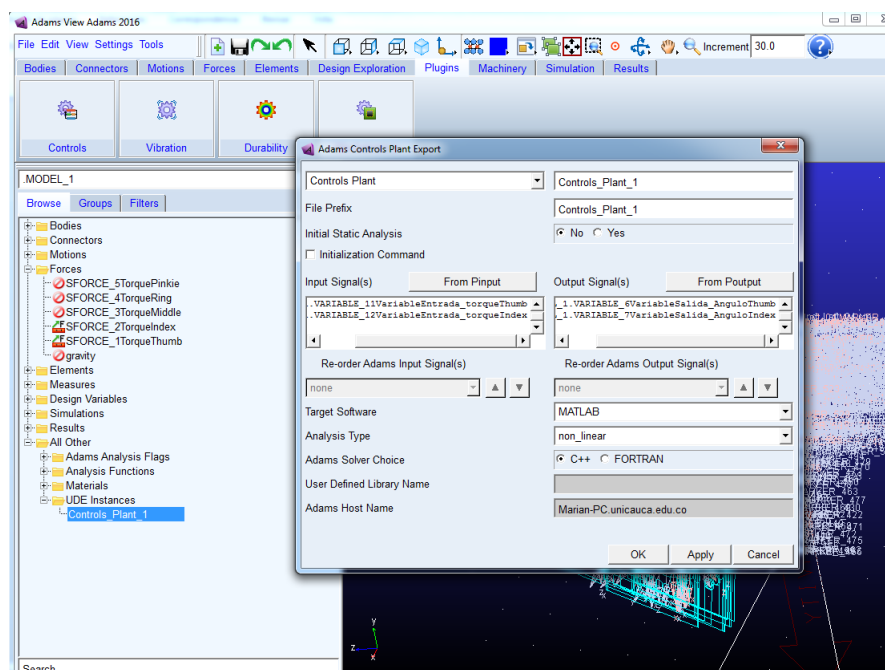 Adams View Adams 2016
File Edit View Settings Tools
Increment 30.0
Bodies Connectors Motions Forces Elements Design Exploration Plugins Machinery Simulation Results
Controls Vibration Durability
.MODEL_1
Browse Groups Filters
Bodies
Connectors
Motions
Forces
SFORCE_5TorquePinkie
SFORCE_4TorqueRing
SFORCE_3TorqueMiddle
SFORCE_2TorqueIndex
SFORCE_1TorqueThumb
gravity
Elements
Measures
Design Variables
Simulations
Results
All Other
Adams Analysis Flags
Analysis Functions
Materials
UDE Instances
Controls_Plant_1
Search
Adams Controls Plant Export
Controls Plant Controls_Plant_1
File Prefix Controls_Plant_1
Initial Static Analysis No Yes
Initialization Command
Input Signal(s) From Pinput Output Signal(s) From Poutput
.VARIABLE_11VariableEntrada_torqueThumb _1.VARIABLE_6VariableSalida_AnguloThumb
.VARIABLE_12VariableEntrada_torqueIndex _1.VARIABLE_7VariableSalida_AnguloIndex
Re-order Adams Input Signal(s) Re-order Adams Output Signal(s)
none none
Target Software MATLAB
Analysis Type non_linear
Adams Solver Choice C++ FORTRAN
User Defined Library Name
Adams Host Name Marian-PC.unicauca.edu.co
OK Apply Cancel
y
z
x